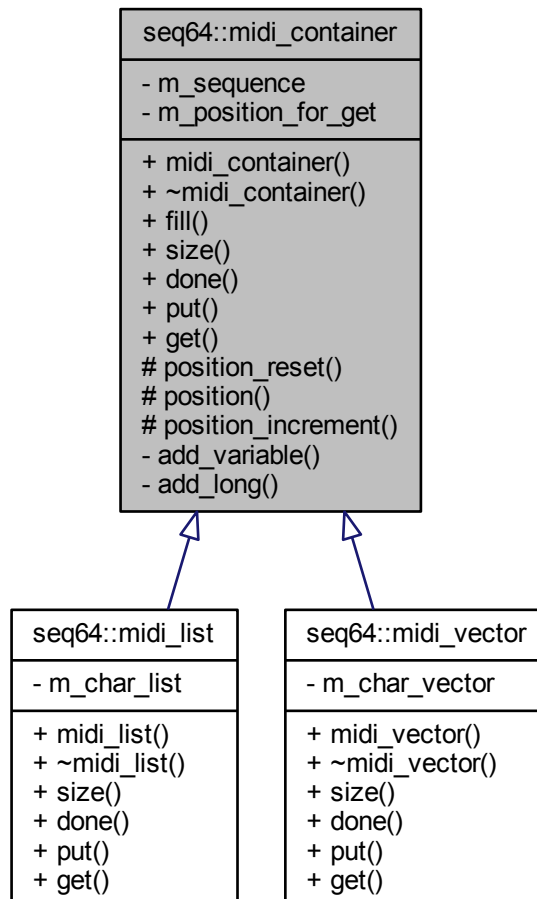 seq64::midi_container
- m_sequence
- m_position_for_get
+ midi_container()
+ ~midi_container()
+ fill()
+ size()
+ done()
+ put()
+ get()
# position_reset()
# position()
# position_increment()
- add_variable()
- add_long()
seq64::midi_list
- m_char_list
+ midi_list()
+ ~midi_list()
+ size()
+ done()
+ put()
+ get()
seq64::midi_vector
- m_char_vector
+ midi_vector()
+ ~midi_vector()
+ size()
+ done()
+ put()
+ get()